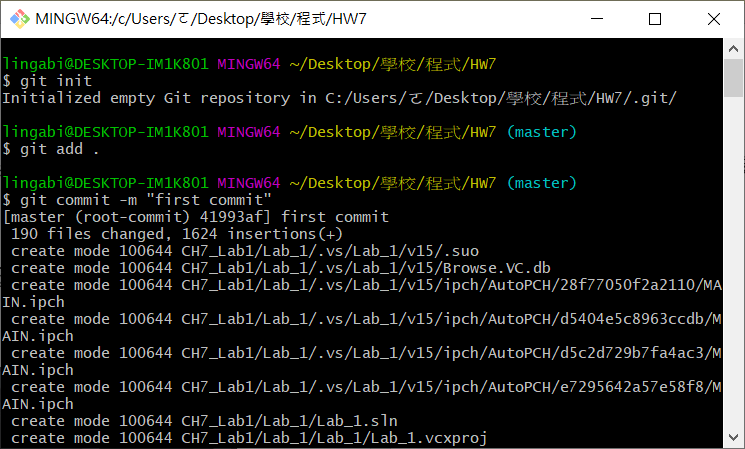 MINGW64:/c/Users/ㄛ/Desktop/學校/程式/HW7
lingabi@DESKTOP-IM1K8O1 MINGW64 ~/Desktop/學校/程式/HW7
$ git init
Initialized empty Git repository in C:/Users/ㄛ/Desktop/學校/程式/HW7/.git/
lingabi@DESKTOP-IM1K8O1 MINGW64 ~/Desktop/學校/程式/HW7 (master)
$ git add .
lingabi@DESKTOP-IM1K8O1 MINGW64 ~/Desktop/學校/程式/HW7 (master)
$ git commit -m "first commit"
[master (root-commit) 41993af] first commit
 190 files changed, 1624 insertions(+)
 create mode 100644 CH7_Lab1/Lab_1/.vs/Lab_1/v15/.suo
 create mode 100644 CH7_Lab1/Lab_1/.vs/Lab_1/v15/Browse.VC.db
 create mode 100644 CH7_Lab1/Lab_1/.vs/Lab_1/v15/ipch/AutoPCH/28f77050f2a2110/MA
IN.ipch
 create mode 100644 CH7_Lab1/Lab_1/.vs/Lab_1/v15/ipch/AutoPCH/d5404e5c8963ccdb/M
AIN.ipch
 create mode 100644 CH7_Lab1/Lab_1/.vs/Lab_1/v15/ipch/AutoPCH/d5c2d729b7fa4ac3/M
AIN.ipch
 create mode 100644 CH7_Lab1/Lab_1/.vs/Lab_1/v15/ipch/AutoPCH/e7295642a57e58f8/M
AIN.ipch
 create mode 100644 CH7_Lab1/Lab_1/Lab_1.sln
 create mode 100644 CH7_Lab1/Lab_1/Lab_1/Lab_1.vcxproj